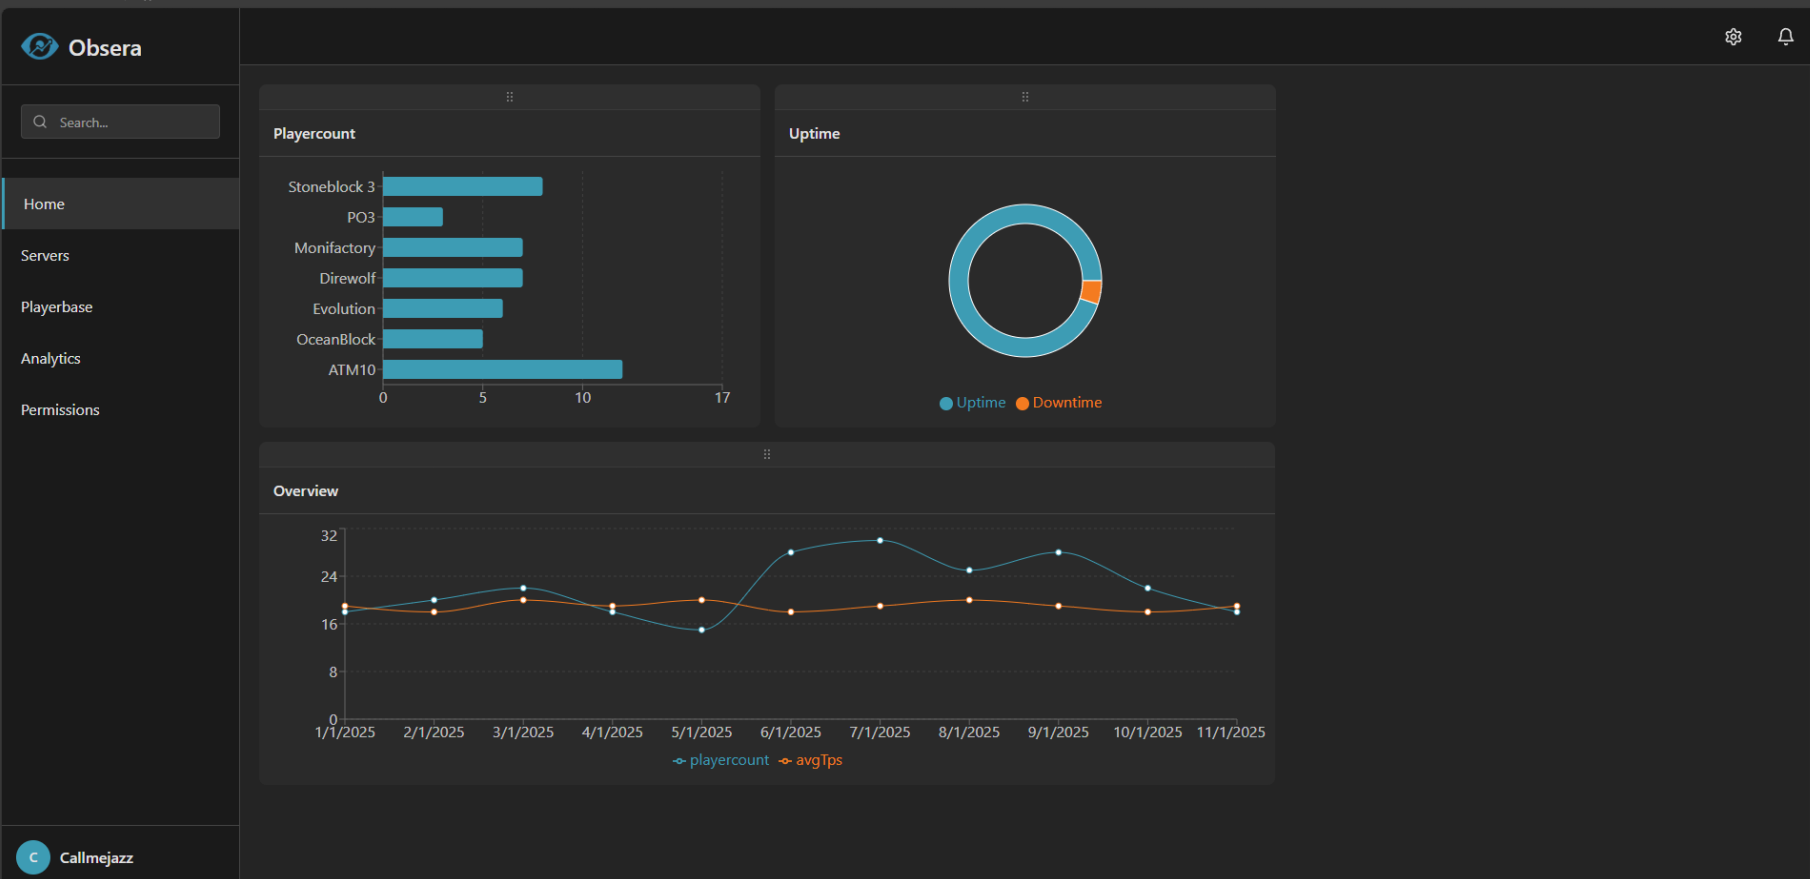 Obsera
Search...
Home
Servers
Playerbase
Analytics
Permissions
C Callmejazz
Playercount
Stoneblock 3
PO3
Monifactory
Direwolf
Evolution
OceanBlock
ATM10
0 5 10 17
Uptime
Uptime Downtime
Overview
32
24
16
8
0
1/1/2025 2/1/2025 3/1/2025 4/1/2025 5/1/2025 6/1/2025 7/1/2025 8/1/2025 9/1/2025 10/1/2025 11/1/2025
playercount avgTps